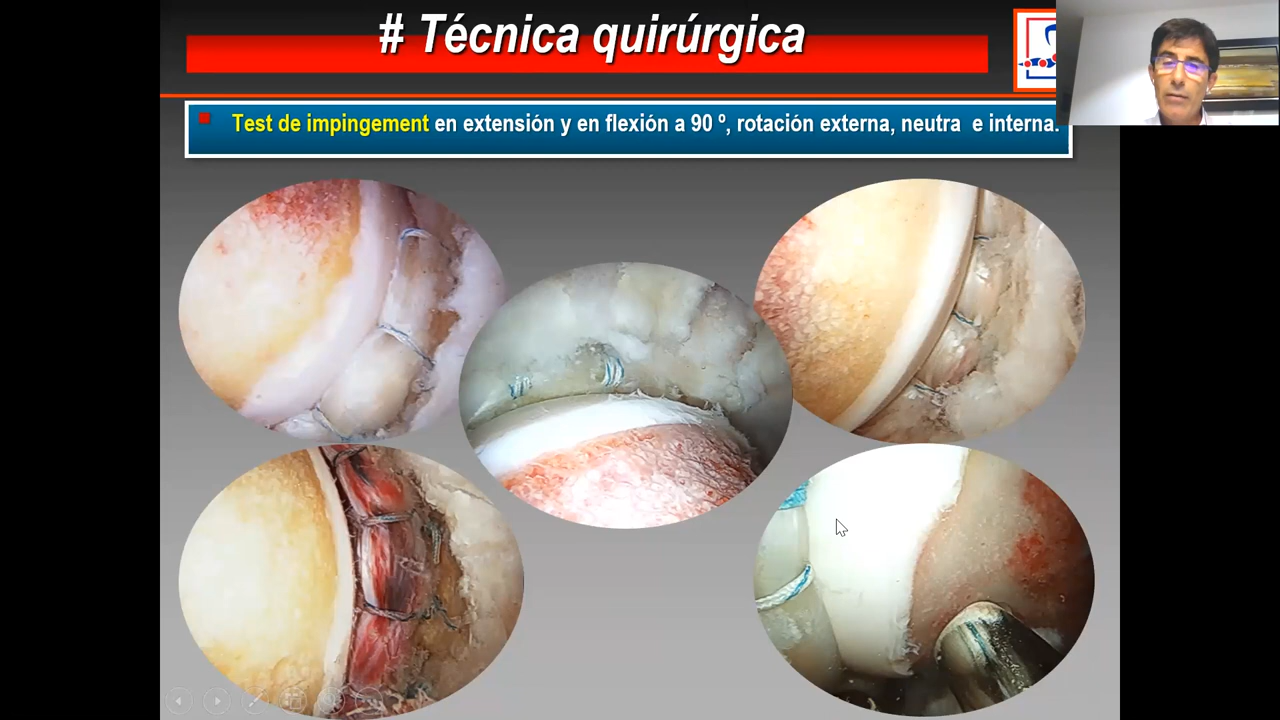 # Técnica quirúrgica
Test de impingement en extensión y en flexión a 90 º, rotación externa, neutra e interna.